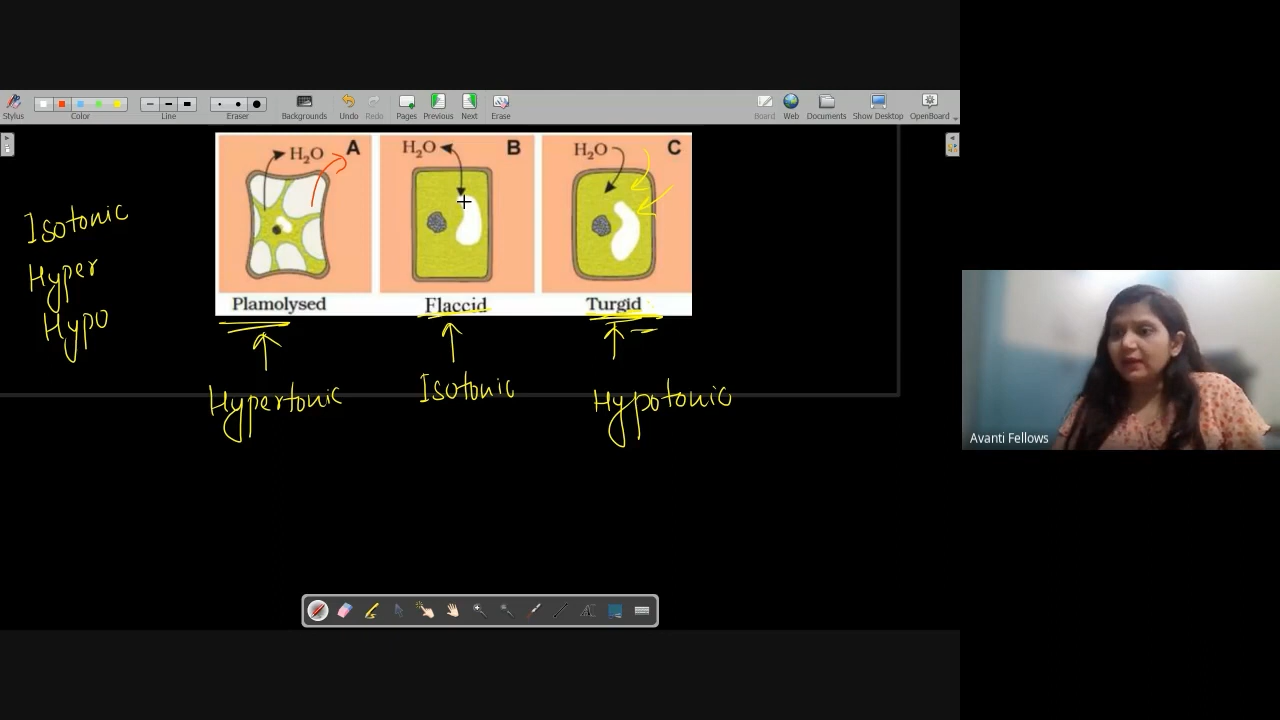 Stylus
Color
Line
Eraser
Backgrounds
Undo
Redo
Pages
Previous
Next
Erase
Board
Web
Documents
Show Desktop
OpenBoard
H₂O A
H₂O B
H₂O C
Isotonic
Hyper
Hypo
Plamolysed
Flaccid
Turgid
Hypertonic
Isotonic
Hypotonic
Avanti Fellows